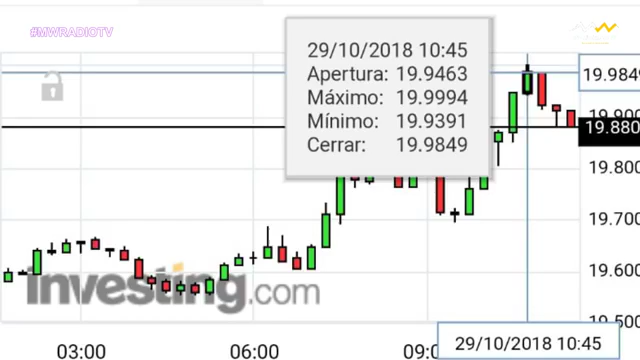 #MWRADIOTV
29/10/2018 10:45
Apertura: 19.9463
Máximo: 19.9994
Mínimo: 19.9391
Cerrar: 19.9849
19.9849
19.880
19.800
19.700
19.600
19.500
Investing.com
03:00
06:00
09:0
29/10/2018 10:45